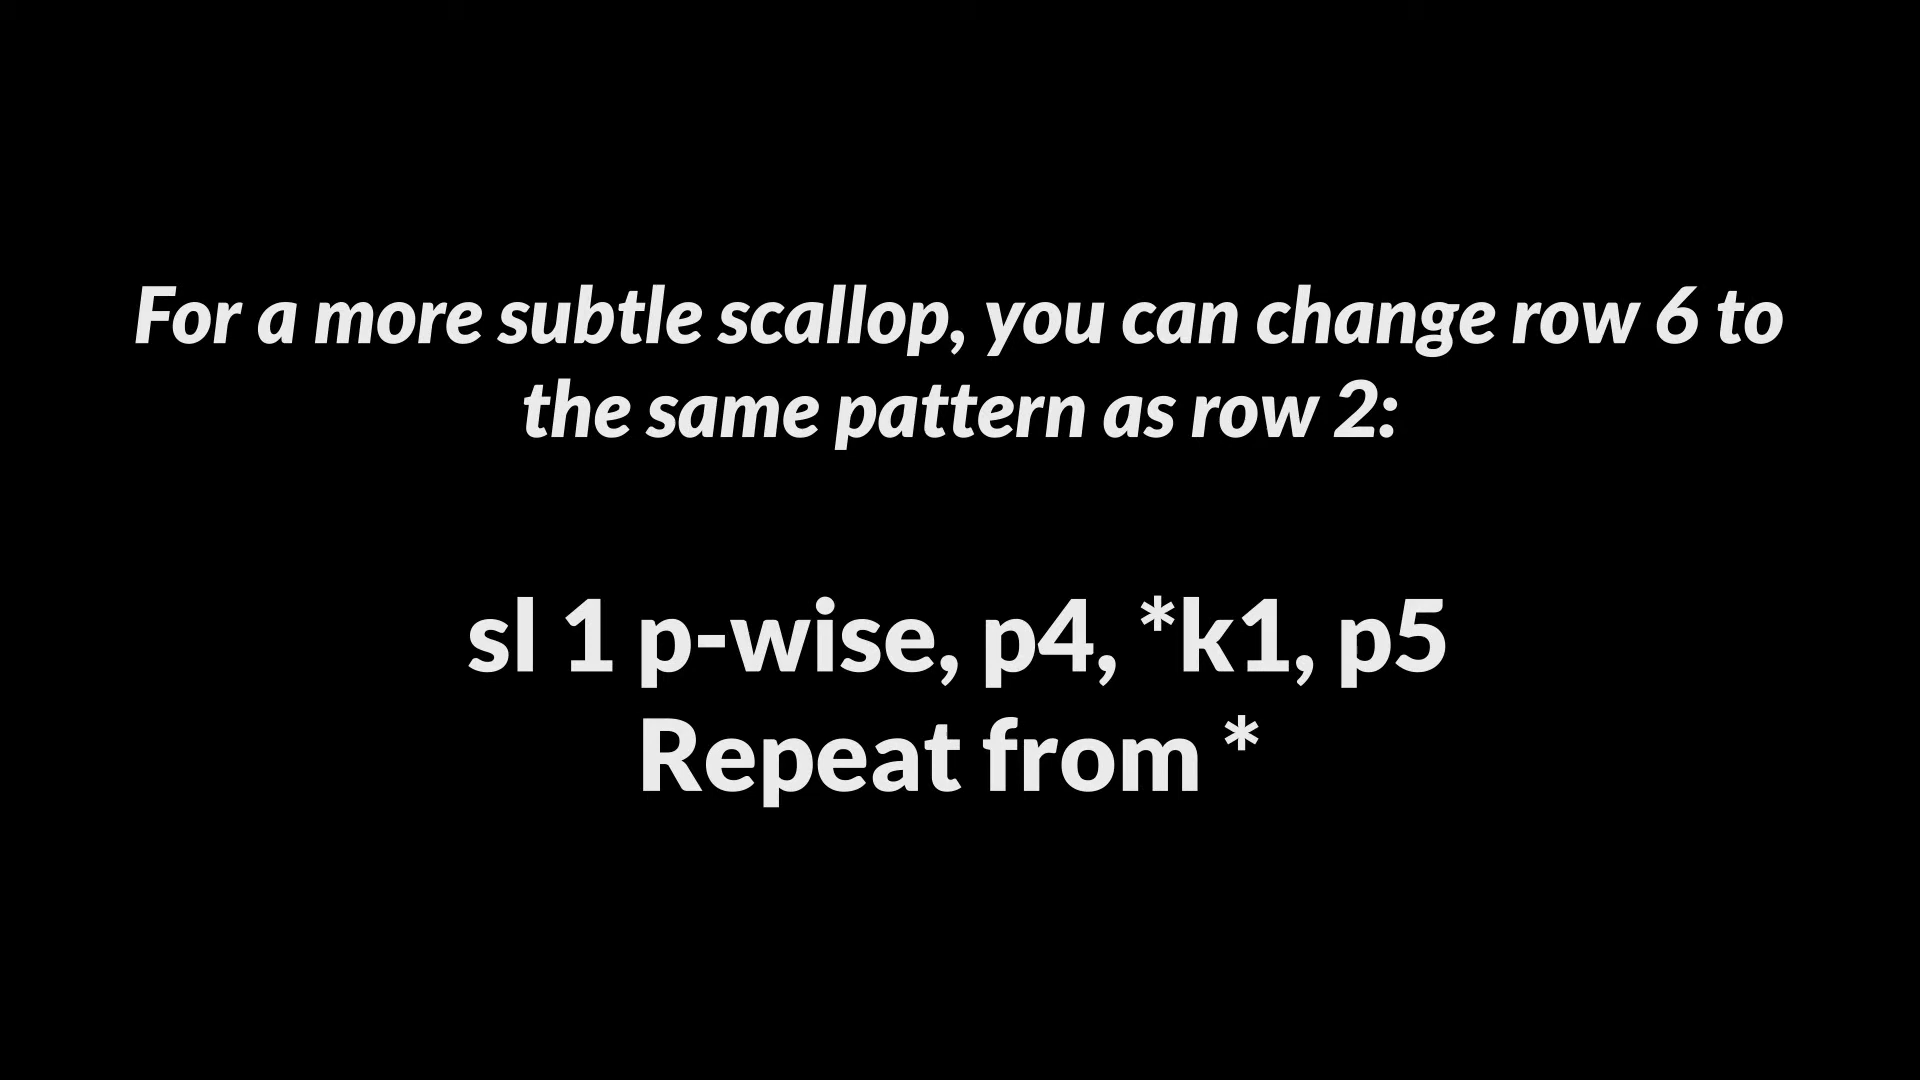 For a more subtle scallop, you can change row 6 to
the same pattern as row 2:
sl 1 p-wise, p4, *k1, p5
Repeat from *